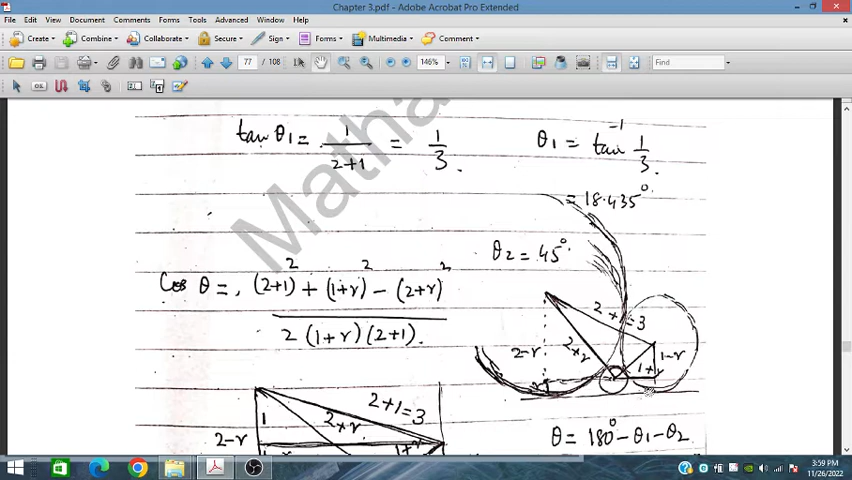 Chapter 3.pdf - Adobe Acrobat Pro Extended
File Edit View Document Comments Forms Tools Advanced Window Help
Create Combine Collaborate Secure Sign Forms Multimedia Comment
77 / 108 146% Find
tan θ1 = 1/(2+1) = 1/3.
θ1 = tan⁻¹ 1/3.
= 18.435°
θ2 = 45°.
Cos θ = (2+1)² + (1+r)² - (2+r)² / 2(1+r)(2+1).
2+1=3
2-r
2+r
1+r
1-r
θ = 180° - θ1 - θ2
2+1=3
1
2+r
2-r
1+r
Matha
3:59 PM
11/26/2022